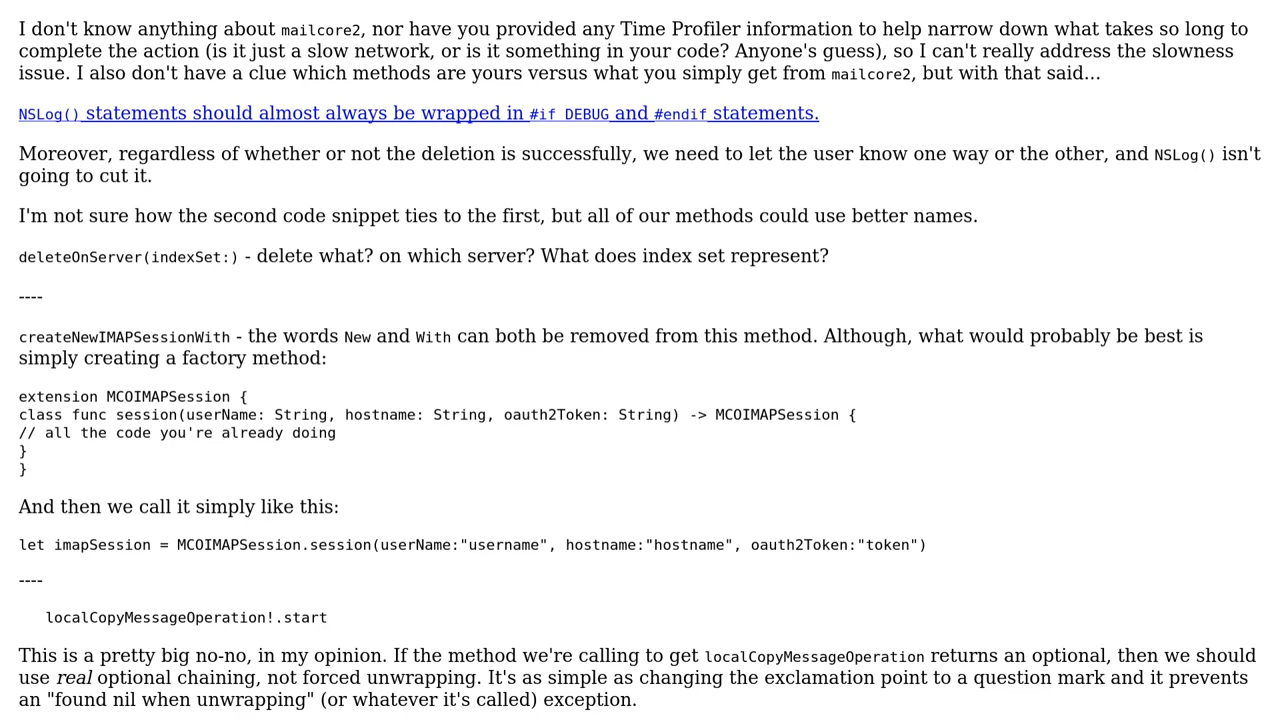 I don't know anything about mailcore2, nor have you provided any Time Profiler information to help narrow down what takes so long to
complete the action (is it just a slow network, or is it something in your code? Anyone's guess), so I can't really address the slowness
issue. I also don't have a clue which methods are yours versus what you simply get from mailcore2, but with that said...
NSLog() statements should almost always be wrapped in #if DEBUG and #endif statements.
Moreover, regardless of whether or not the deletion is successfully, we need to let the user know one way or the other, and NSLog() isn't
going to cut it.
I'm not sure how the second code snippet ties to the first, but all of our methods could use better names.
deleteOnServer(indexSet:) - delete what? on which server? What does index set represent?
----
createNewIMAPSessionWith - the words New and With can both be removed from this method. Although, what would probably be best is
simply creating a factory method:
extension MCOIMAPSession {
class func session(userName: String, hostname: String, oauth2Token: String) -> MCOIMAPSession {
// all the code you're already doing
}
}
And then we call it simply like this:
let imapSession = MCOIMAPSession.session(userName:"username", hostname:"hostname", oauth2Token:"token")
----
localCopyMessageOperation!.start
This is a pretty big no-no, in my opinion. If the method we're calling to get localCopyMessageOperation returns an optional, then we should
use real optional chaining, not forced unwrapping. It's as simple as changing the exclamation point to a question mark and it prevents
an "found nil when unwrapping" (or whatever it's called) exception.